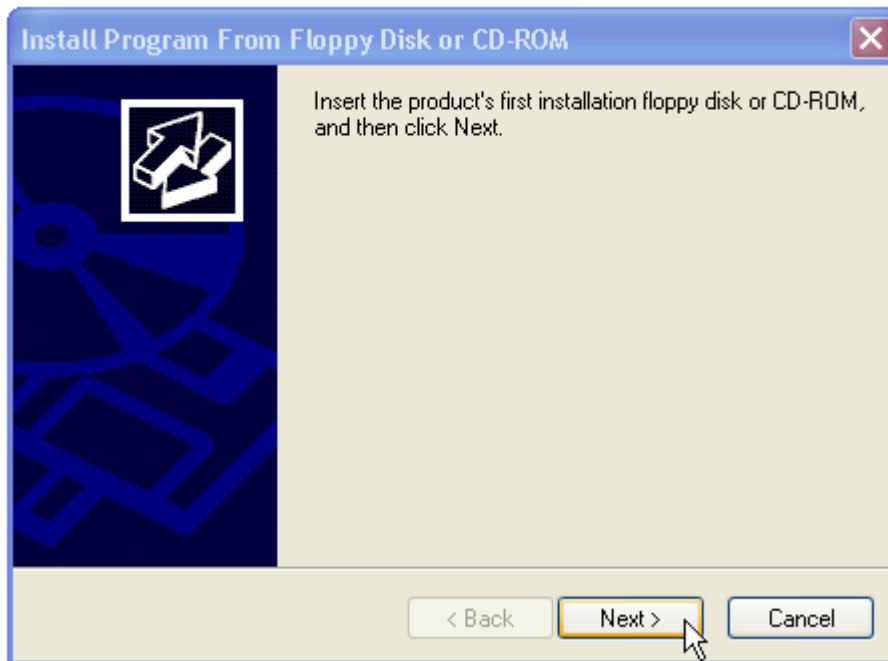 Install Program From Floppy Disk or CD-ROM
Insert the product's first installation floppy disk or CD-ROM,
and then click Next.
< Back Next > Cancel